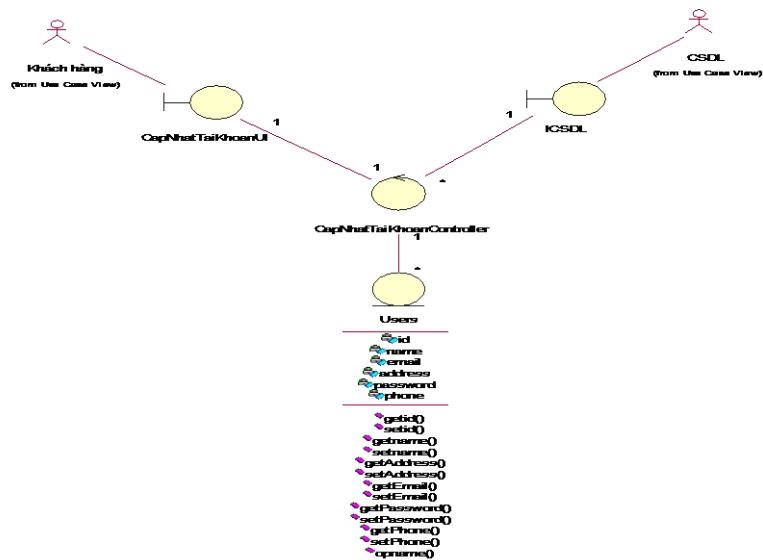 Khách hàng
(from Use Case View)
CSDL
(from Use Case View)
CapNhatTaiKhoanUI
ICSDL
1
1
1
*
CapNhatTaiKhoanController
1
*
Users
id
name
email
address
password
phone
getid()
setid()
getname()
setname()
getAddress()
setAddress()
getEmail()
setEmail()
getPassword()
setPassword()
getPhone()
setPhone()
opname()